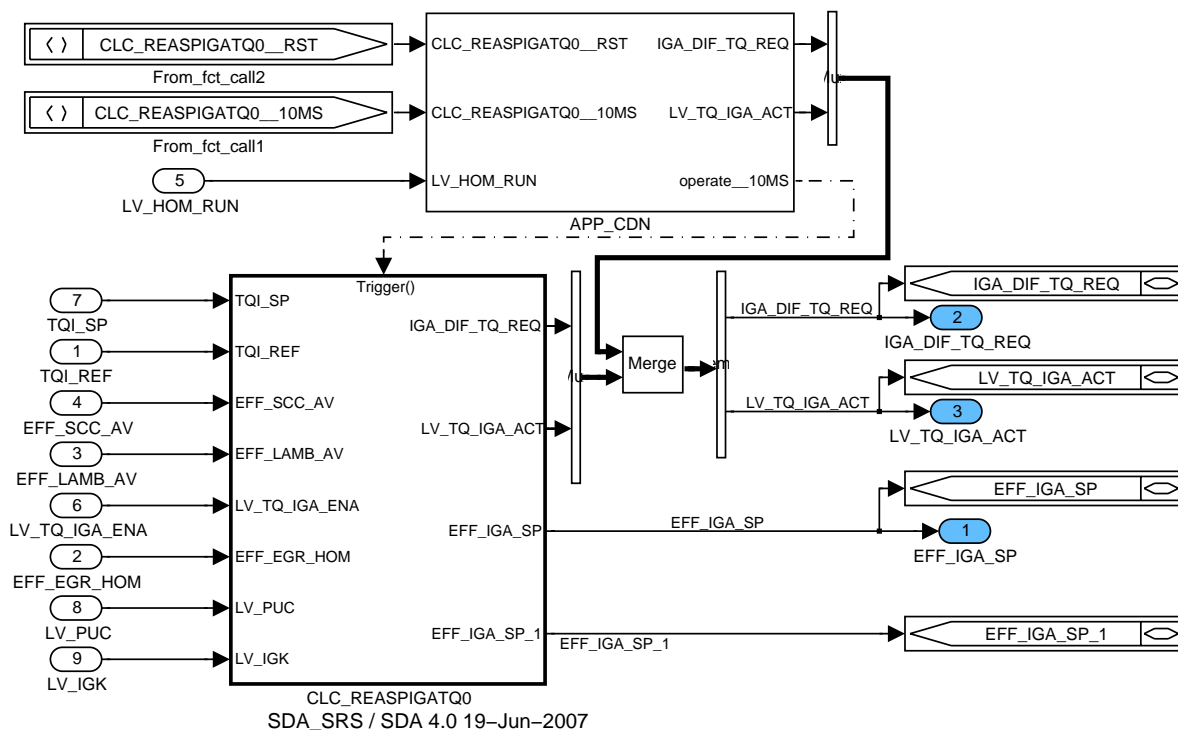 CLC_REASPIGATQ0__RST
From_fct_call2
CLC_REASPIGATQ0__10MS
From_fct_call1
5
LV_HOM_RUN
CLC_REASPIGATQ0__RST
IGA_DIF_TQ_REQ
CLC_REASPIGATQ0__10MS
LV_TQ_IGA_ACT
LV_HOM_RUN
operate__10MS
APP_CDN
Trigger()
7
TQI_SP
1
TQI_REF
4
EFF_SCC_AV
3
EFF_LAMB_AV
6
LV_TQ_IGA_ENA
2
EFF_EGR_HOM
8
LV_PUC
9
LV_IGK
TQI_SP
IGA_DIF_TQ_REQ
TQI_REF
EFF_SCC_AV
LV_TQ_IGA_ACT
EFF_LAMB_AV
LV_TQ_IGA_ENA
EFF_IGA_SP
EFF_EGR_HOM
LV_PUC
EFF_IGA_SP_1
LV_IGK
CLC_REASPIGATQ0
Merge
IGA_DIF_TQ_REQ
IGA_DIF_TQ_REQ
2
IGA_DIF_TQ_REQ
LV_TQ_IGA_ACT
LV_TQ_IGA_ACT
3
LV_TQ_IGA_ACT
EFF_IGA_SP
EFF_IGA_SP
1
EFF_IGA_SP
EFF_IGA_SP_1
EFF_IGA_SP_1
SDA_SRS / SDA 4.0 19–Jun–2007